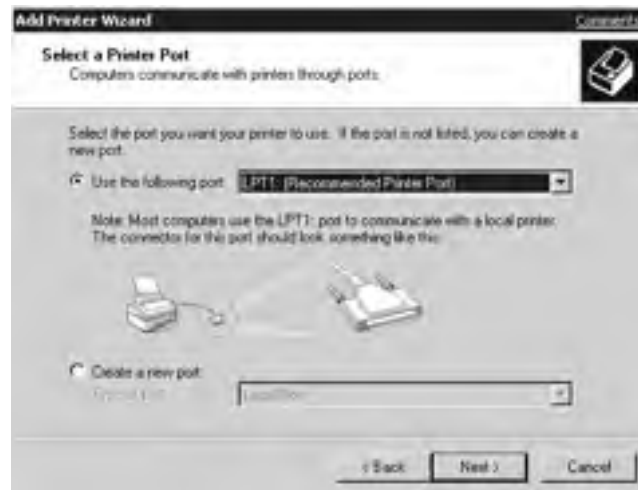 Add Printer Wizard
Comments
Select a Printer Port
Computers communicate with printers through ports.
Select the port you want your printer to use. If the port is not listed, you can create a
new port.
Use the following port:
LPT1: (Recommended Printer Port)
Note: Most computers use the LPT1: port to communicate with a local printer.
The connector for this port should look something like this:
Create a new port:
< Back
Next >
Cancel